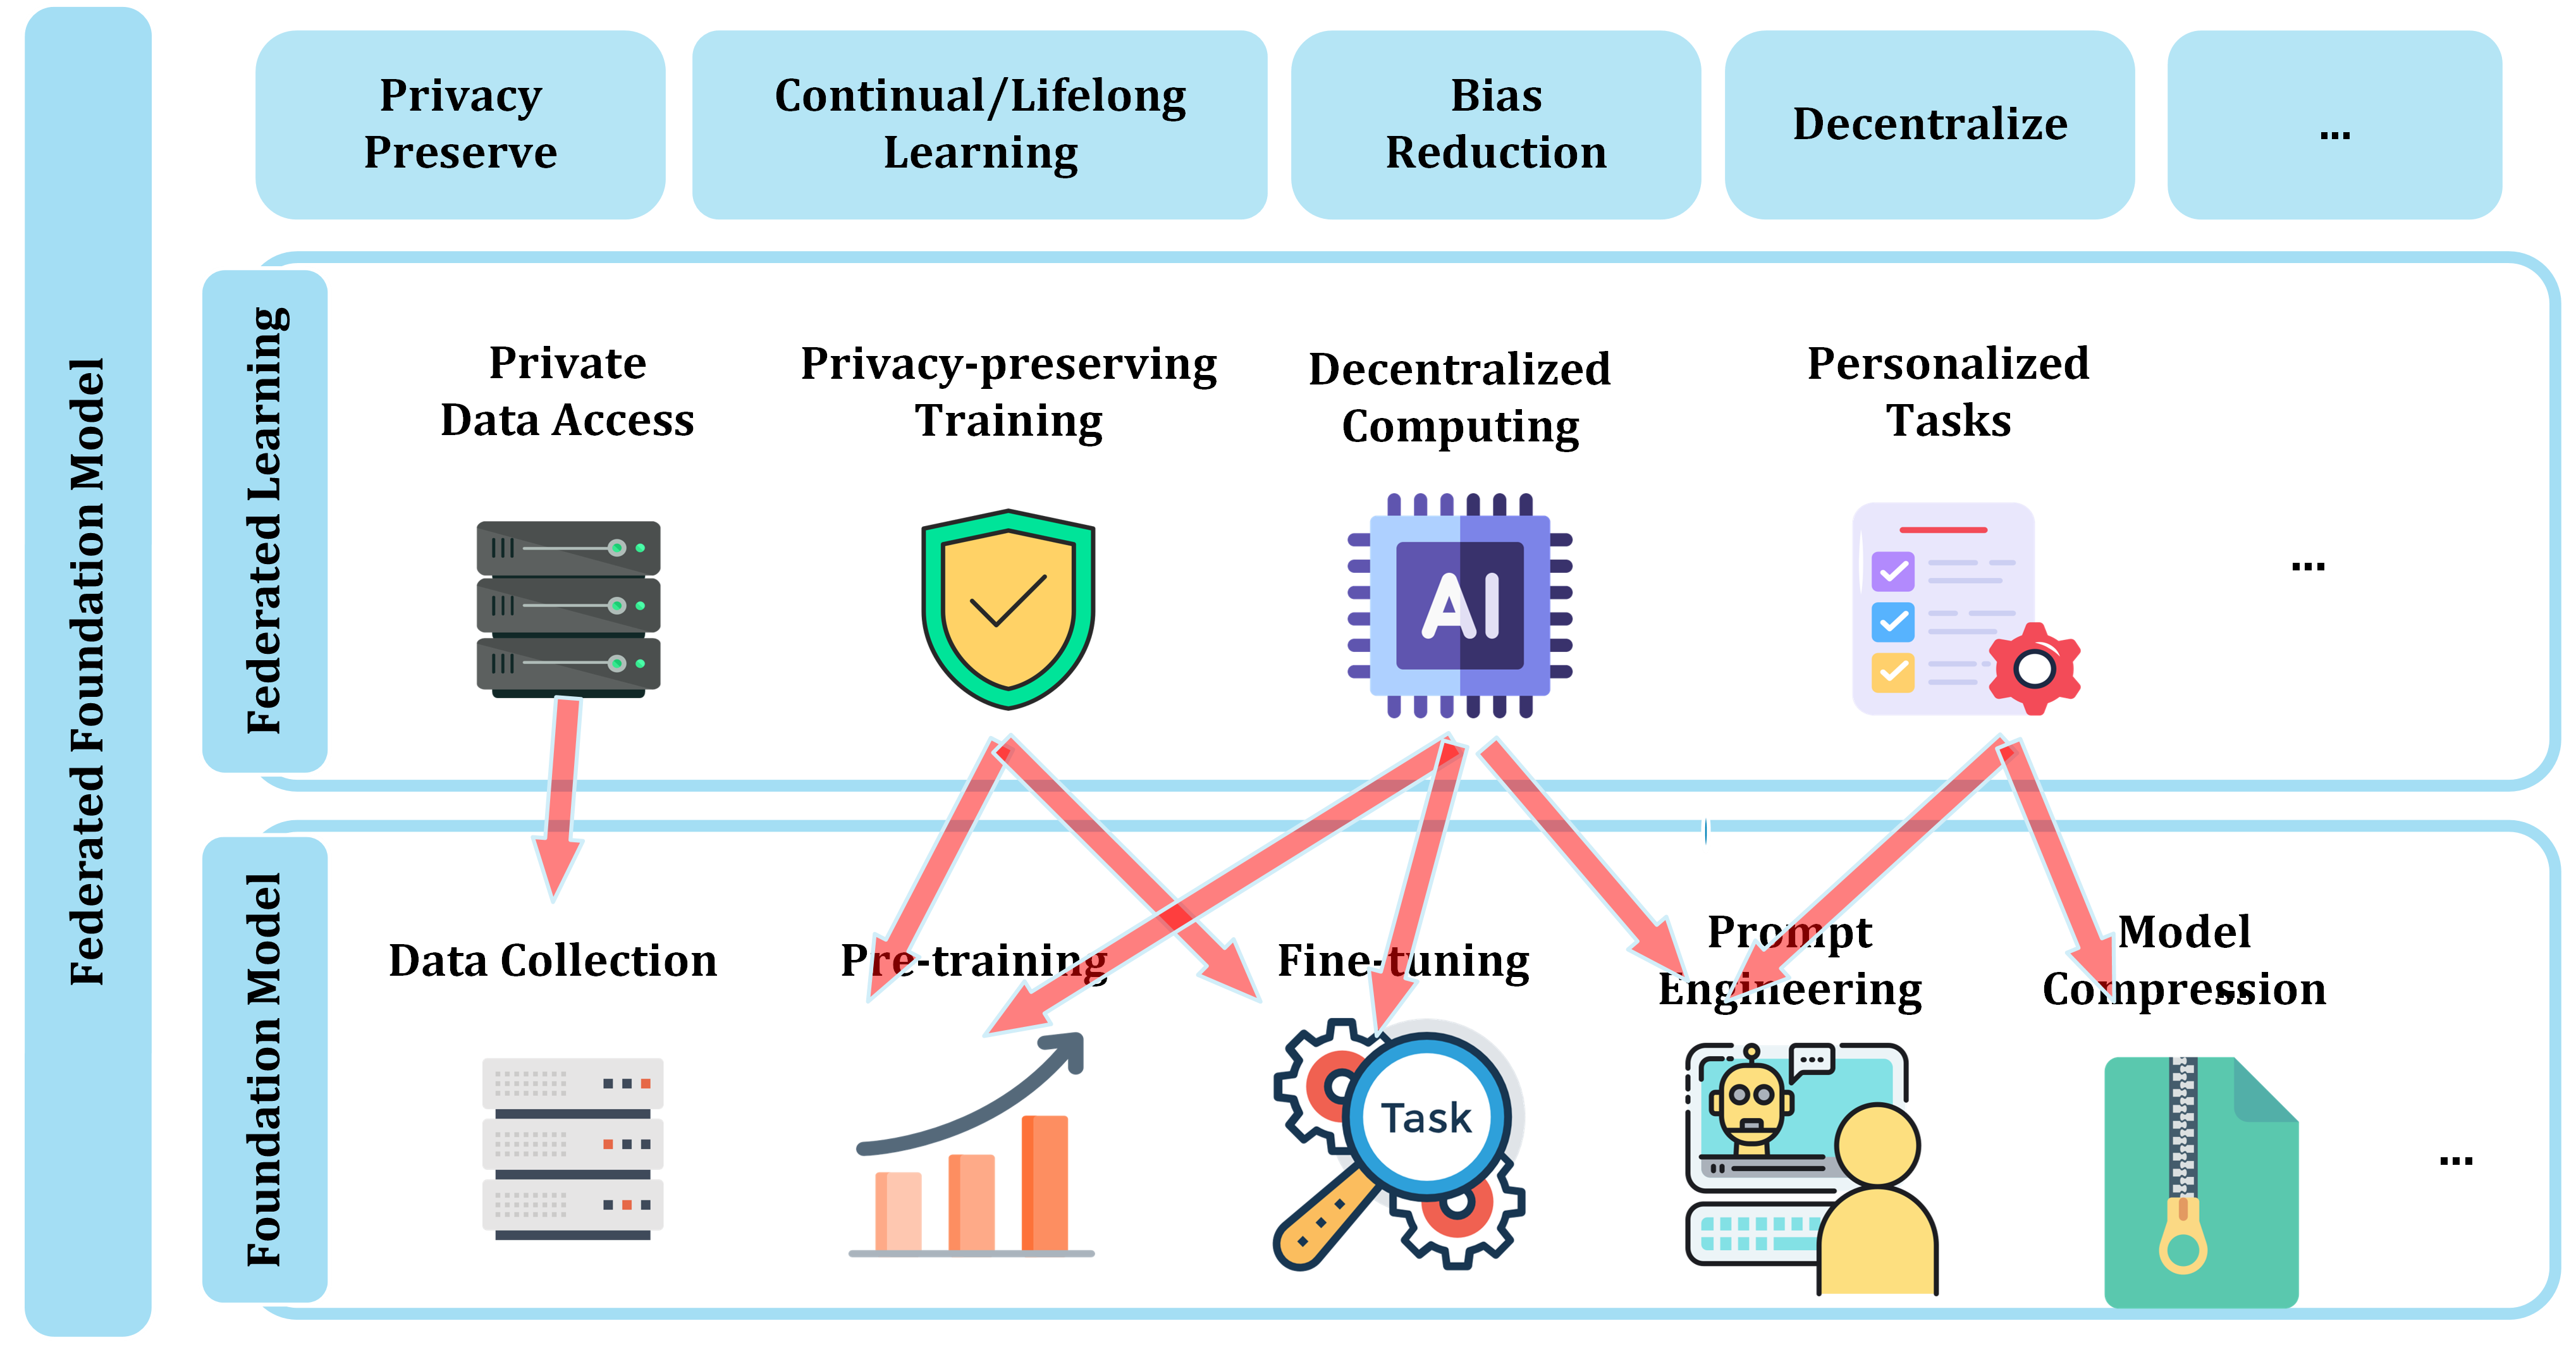 Federated Foundation Model
Privacy
Preserve
Continual/Lifelong
Learning
Bias
Reduction
Decentralize
...
Federated Learning
Private
Data Access
Privacy-preserving
Training
Decentralized
Computing
Personalized
Tasks
AI
...
Foundation Model
Data Collection
Pre-training
Fine-tuning
Prompt
Engineering
Model
Compression
...
Task
...